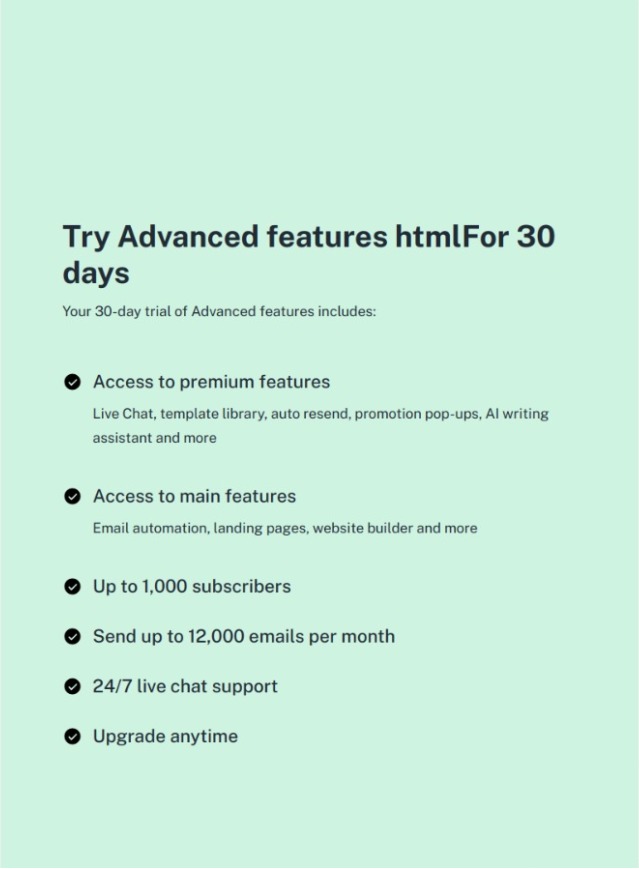 Try Advanced features htmlFor 30
days
Your 30-day trial of Advanced features includes:
Access to premium features
Live Chat, template library, auto resend, promotion pop-ups, AI writing
assistant and more
Access to main features
Email automation, landing pages, website builder and more
Up to 1,000 subscribers
Send up to 12,000 emails per month
24/7 live chat support
Upgrade anytime